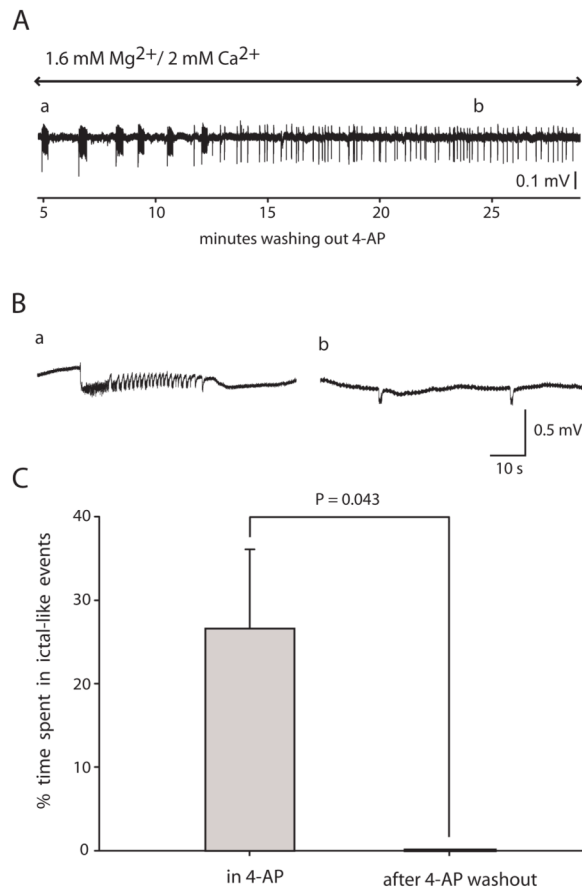 A
1.6 mM Mg2+/ 2 mM Ca2+
a
b
0.1 mV
5 10 15 20 25
minutes washing out 4-AP
B
a
b
0.5 mV
10 s
C
P = 0.043
40
30
20
10
0
% time spent in ictal-like events
in 4-AP
after 4-AP washout